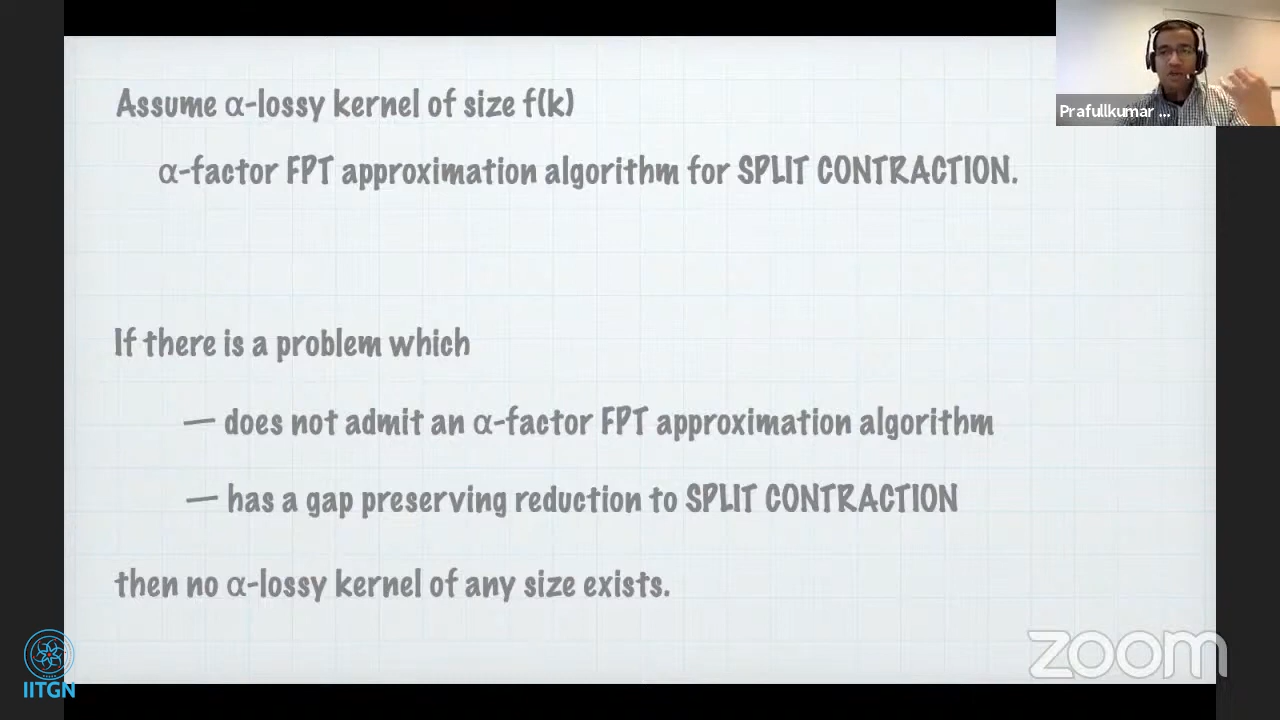 Assume α-lossy kernel of size f(k)
α-factor FPT approximation algorithm for SPLIT CONTRACTION.
If there is a problem which
— does not admit an α-factor FPT approximation algorithm
— has a gap preserving reduction to SPLIT CONTRACTION
then no α-lossy kernel of any size exists.
Prafullkumar ...
IITGN
zoom